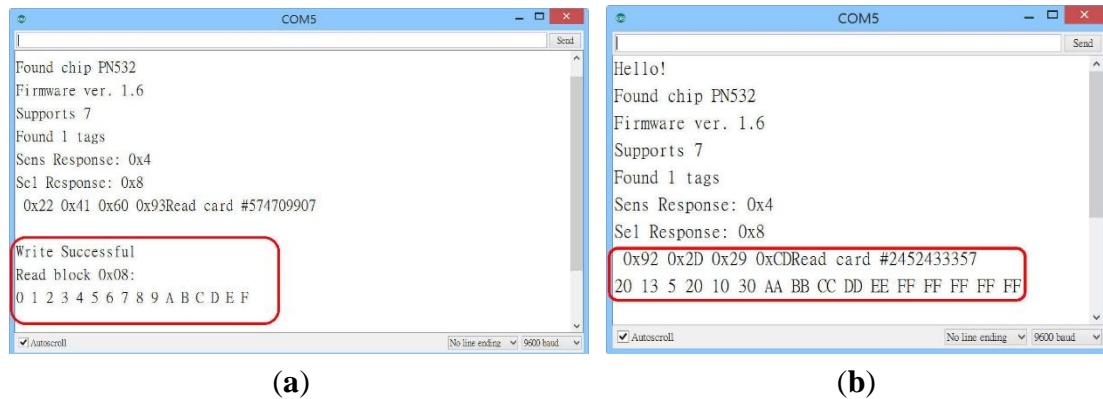 COM5
Send
Found chip PN532
Firmware ver. 1.6
Supports 7
Found 1 tags
Sens Response: 0x4
Sel Response: 0x8
0x22 0x41 0x60 0x93Read card #574709907
Write Successful
Read block 0x08:
0 1 2 3 4 5 6 7 8 9 A B C D E F
Autoscroll
No line ending
9600 baud
(a)
COM5
Send
Hello!
Found chip PN532
Firmware ver. 1.6
Supports 7
Found 1 tags
Sens Response: 0x4
Sel Response: 0x8
0x92 0x2D 0x29 0xCDRead card #2452433357
20 13 5 20 10 30 AA BB CC DD EE FF FF FF FF FF
Autoscroll
No line ending
9600 baud
(b)